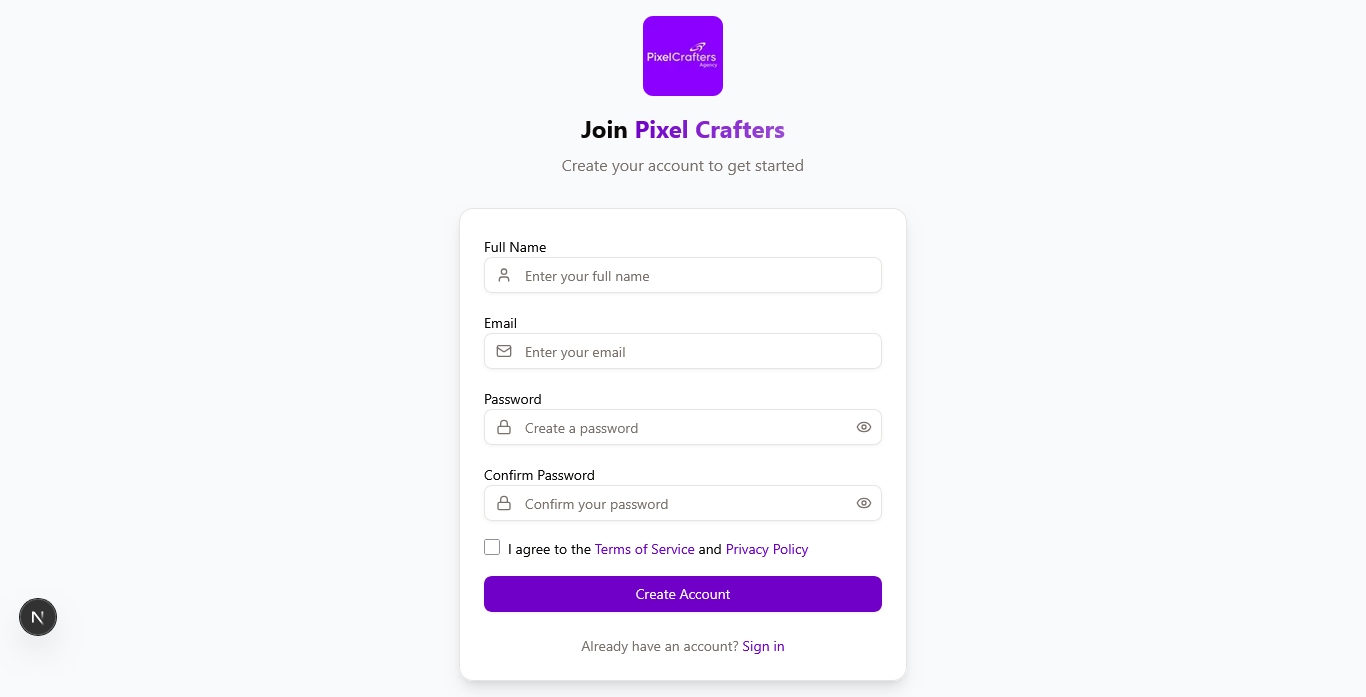 PixelCrafters
Agency
Join Pixel Crafters
Create your account to get started
Full Name
Enter your full name
Email
Enter your email
Password
Create a password
Confirm Password
Confirm your password
I agree to the Terms of Service and Privacy Policy
Create Account
N
Already have an account? Sign in